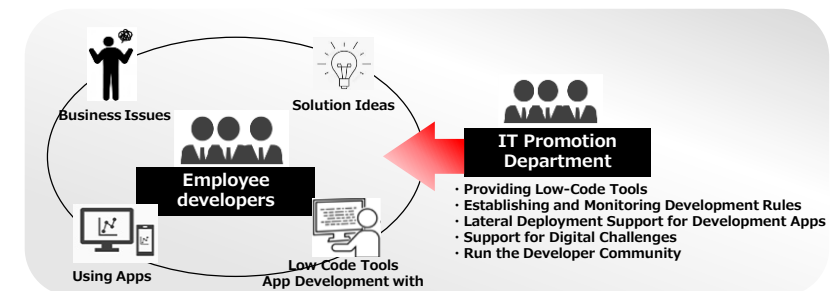 Business Issues
Solution Ideas
Employee
developers
Using Apps
Low Code Tools
App Development with
IT Promotion
Department
・Providing Low-Code Tools
・Establishing and Monitoring Development Rules
・Lateral Deployment Support for Development Apps
・Support for Digital Challenges
・Run the Developer Community